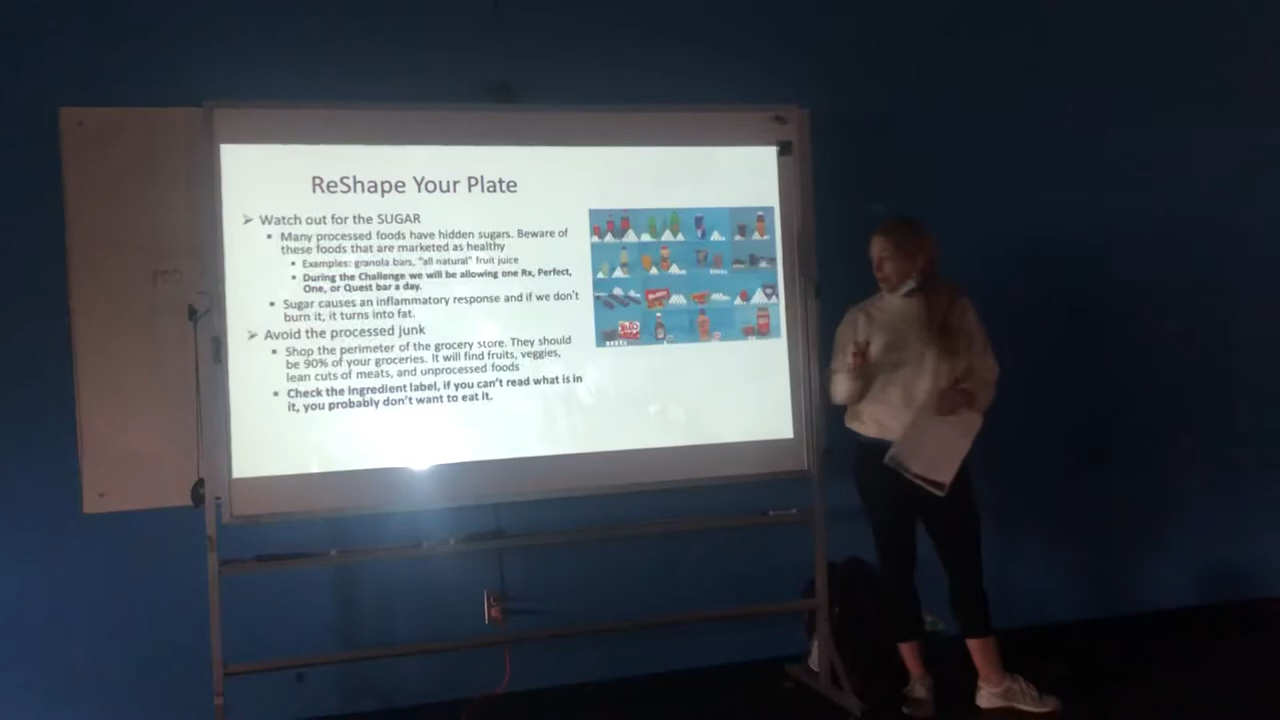 ReShape Your Plate
➢ Watch out for the SUGAR
▪ Many processed foods have hidden sugars. Beware of
these foods that are marketed as healthy
▪ Examples: granola bars, "all natural" fruit juice
▪ During the Challenge we will be allowing one Rx, Perfect,
One, or Quest bar a day.
▪ Sugar causes an inflammatory response and if we don't
burn it, it turns into fat.
➢ Avoid the processed junk
▪ Shop the perimeter of the grocery store. They should
be 90% of your groceries. It will find fruits, veggies,
lean cuts of meats, and unprocessed foods
▪ Check the ingredient label, if you can't read what is in
it, you probably don't want to eat it.